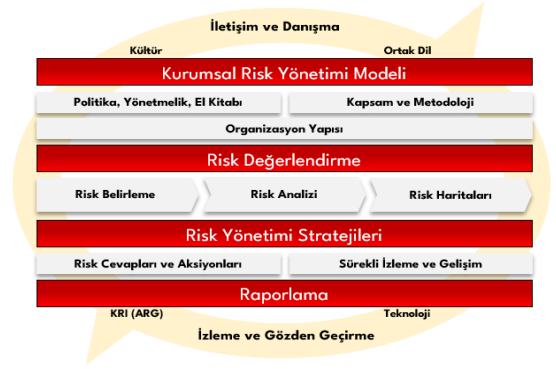 İletişim ve Danışma
Kültür
Ortak Dil
Kurumsal Risk Yönetimi Modeli
Politika, Yönetmelik, El Kitabı
Kapsam ve Metodoloji
Organizasyon Yapısı
Risk Değerlendirme
Risk Belirleme
Risk Analizi
Risk Haritaları
Risk Yönetimi Stratejileri
Risk Cevapları ve Aksiyonları
Sürekli İzleme ve Gelişim
Raporlama
KRI (ARG)
Teknoloji
İzleme ve Gözden Geçirme